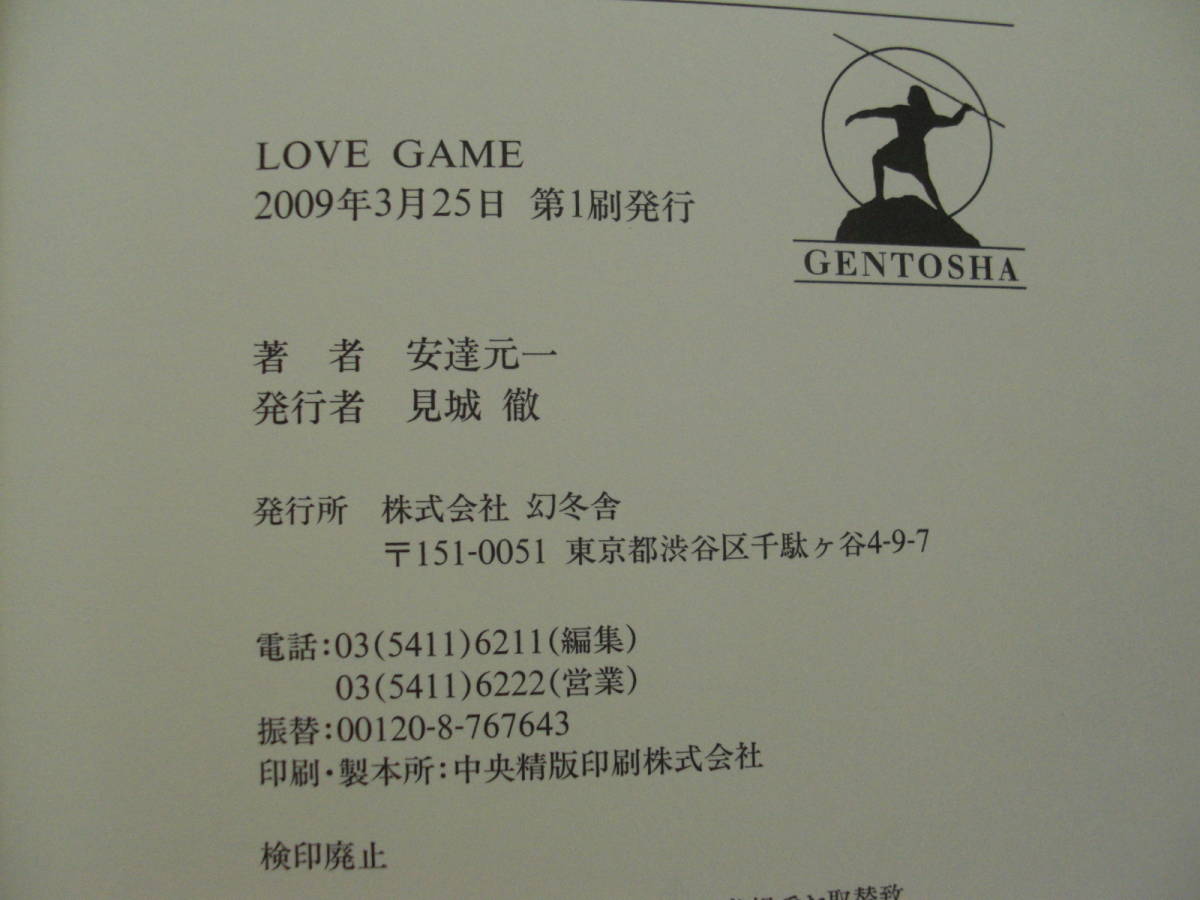 GENTOSHA
LOVE GAME
2009年3月25日 第1刷発行
著 者 安達元一
発行者 見城 徹
発行所 株式会社 幻冬舎
〒151-0051 東京都渋谷区千駄ヶ谷4-9-7
電話:03(5411)6211(編集)
03(5411)6222(営業)
振替:00120-8-767643
印刷・製本所:中央精版印刷株式会社
検印廃止
取替致